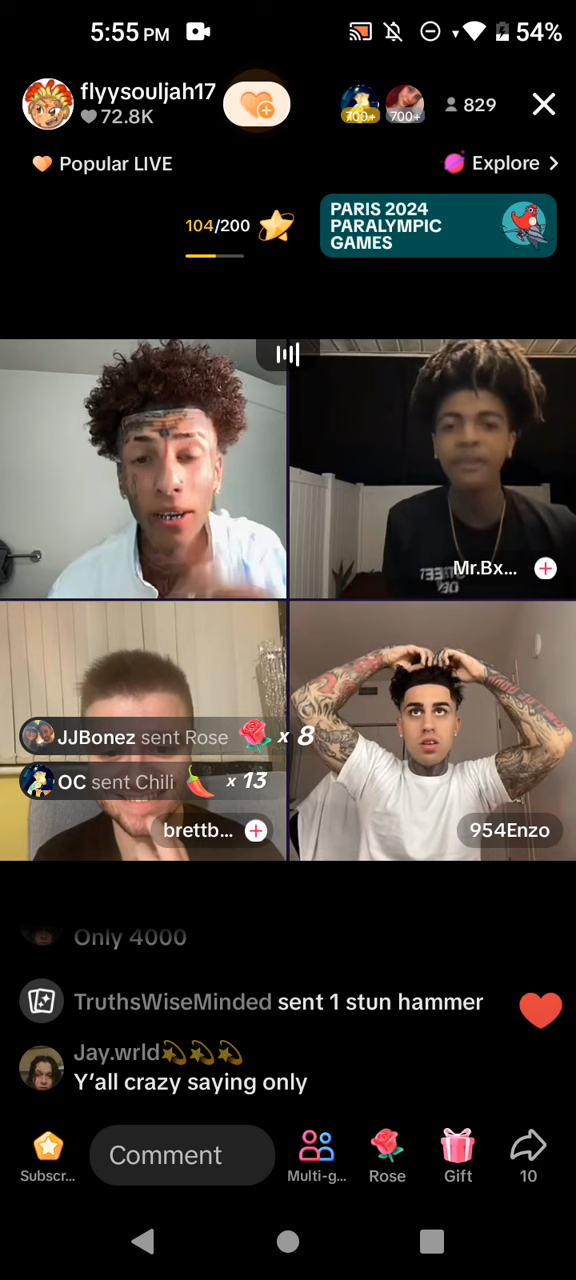 5:55 PM 54%
flyysouljah17
72.8K
700+ 700+ 829
Popular LIVE
Explore >
104/200
PARIS 2024
PARALYMPIC
GAMES
Mr.Bx...
JJBonez sent Rose x 8
OC sent Chili x 13
brettb...
954Enzo
Only 4000
TruthsWiseMinded sent 1 stun hammer
Jay.wrld💫💫💫
Y'all crazy saying only
Comment
Subscr... Multi-g... Rose Gift 10